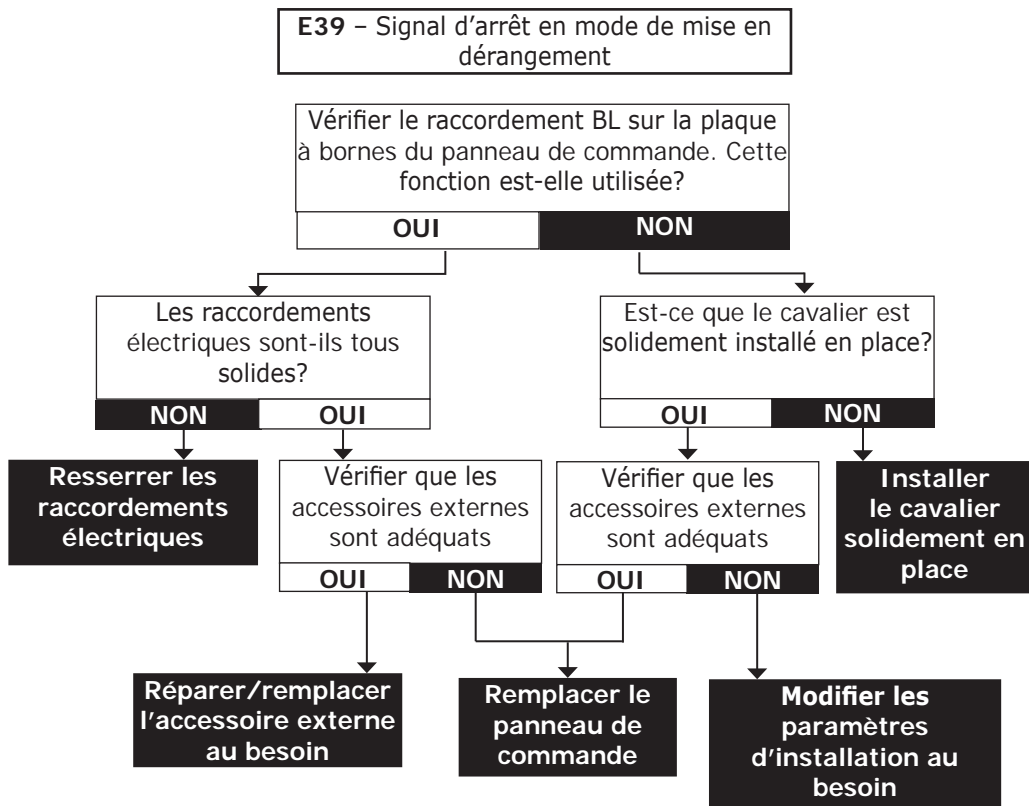 E39 – Signal d’arrêt en mode de mise en
dérangement
Vérifier le raccordement BL sur la plaque
à bornes du panneau de commande. Cette
fonction est-elle utilisée?
OUI
NON
Les raccordements
électriques sont-ils tous
solides?
NON
OUI
Est-ce que le cavalier est
solidement installé en place?
OUI
NON
Resserrer les
raccordements
électriques
Vérifier que les
accessoires externes
sont adéquats
OUI
NON
Vérifier que les
accessoires externes
sont adéquats
OUI
NON
Installer
le cavalier
solidement en
place
Réparer/remplacer
l’accessoire externe
au besoin
Remplacer le
panneau de
commande
Modifier les
paramètres
d’installation au
besoin